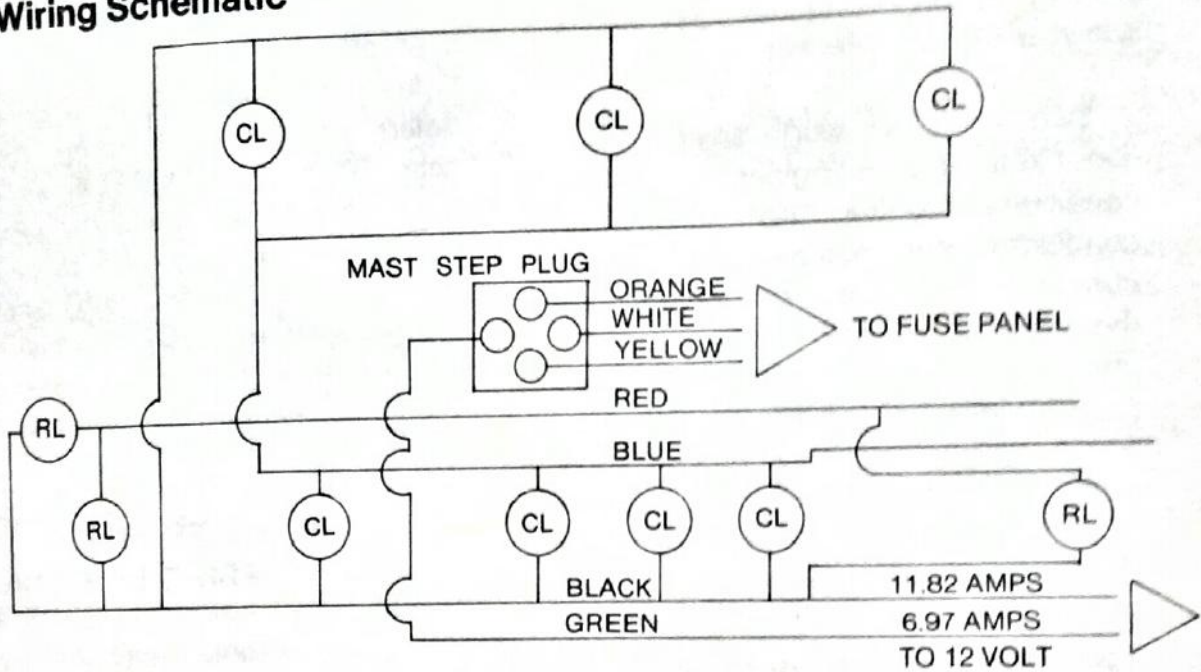 Wiring Schematic
CL
CL
CL
MAST STEP PLUG
ORANGE
WHITE
YELLOW
TO FUSE PANEL
RED
RL
BLUE
RL
CL
CL
CL
CL
RL
BLACK
11.82 AMPS
GREEN
6.97 AMPS
TO 12 VOLT